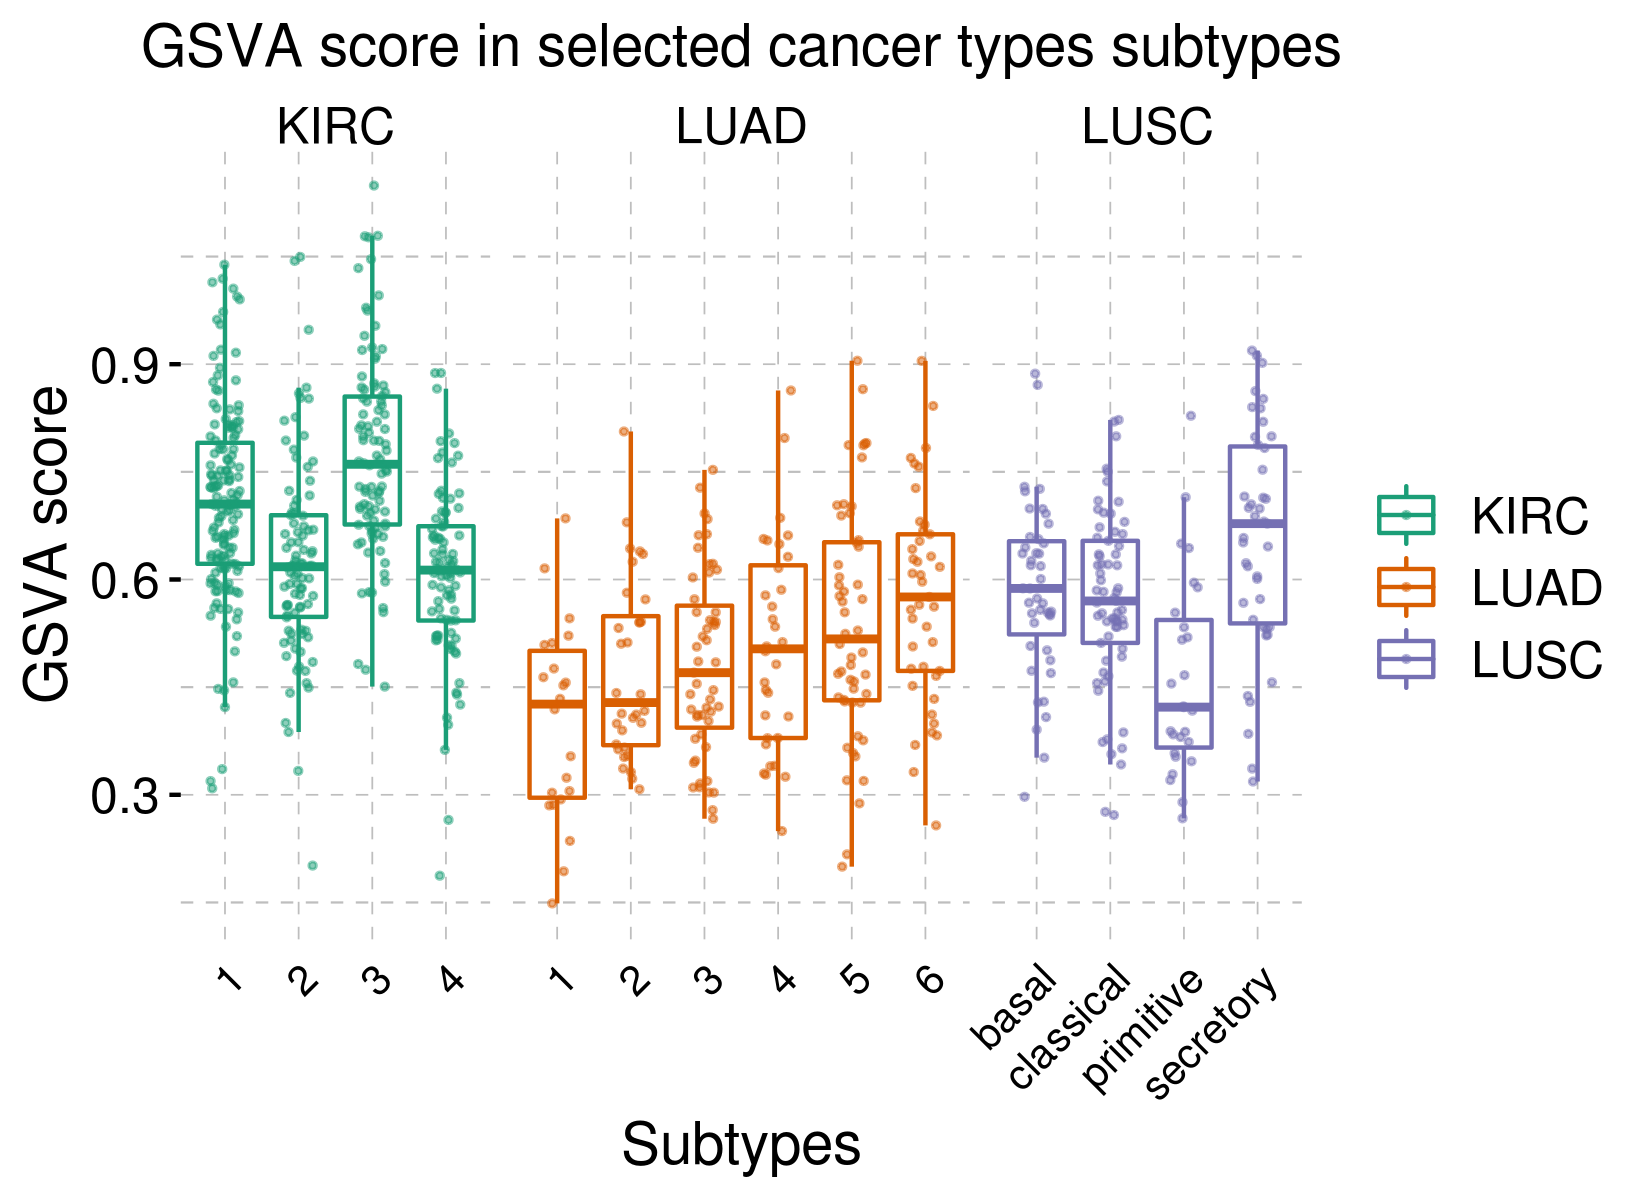 GSVA score in selected cancer types subtypes
KIRC
LUAD
LUSC
GSVA score
0.9
0.6
0.3
1
2
3
4
1
2
3
4
5
6
basal
classical
primitive
secretory
Subtypes
KIRC
LUAD
LUSC